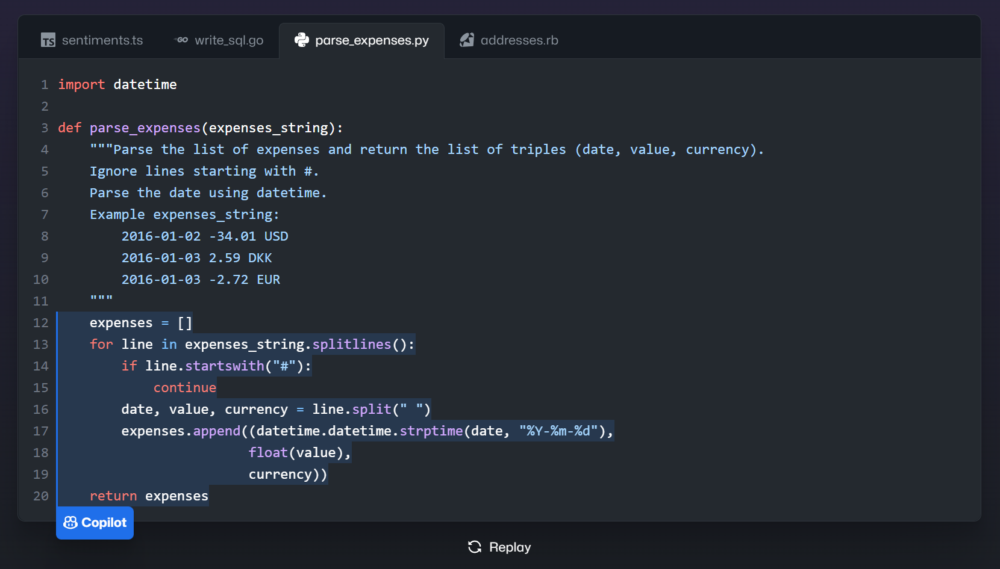 TS sentiments.ts GO write_sql.go parse_expenses.py addresses.rb
1 import datetime
2
3 def parse_expenses(expenses_string):
4     """Parse the list of expenses and return the list of triples (date, value, currency).
5     Ignore lines starting with #.
6     Parse the date using datetime.
7     Example expenses_string:
8         2016-01-02 -34.01 USD
9         2016-01-03 2.59 DKK
10         2016-01-03 -2.72 EUR
11     """
12     expenses = []
13     for line in expenses_string.splitlines():
14         if line.startswith("#"):
15             continue
16         date, value, currency = line.split(" ")
17         expenses.append((datetime.datetime.strptime(date, "%Y-%m-%d"),
18                         float(value),
19                         currency))
20     return expenses
Copilot
Replay